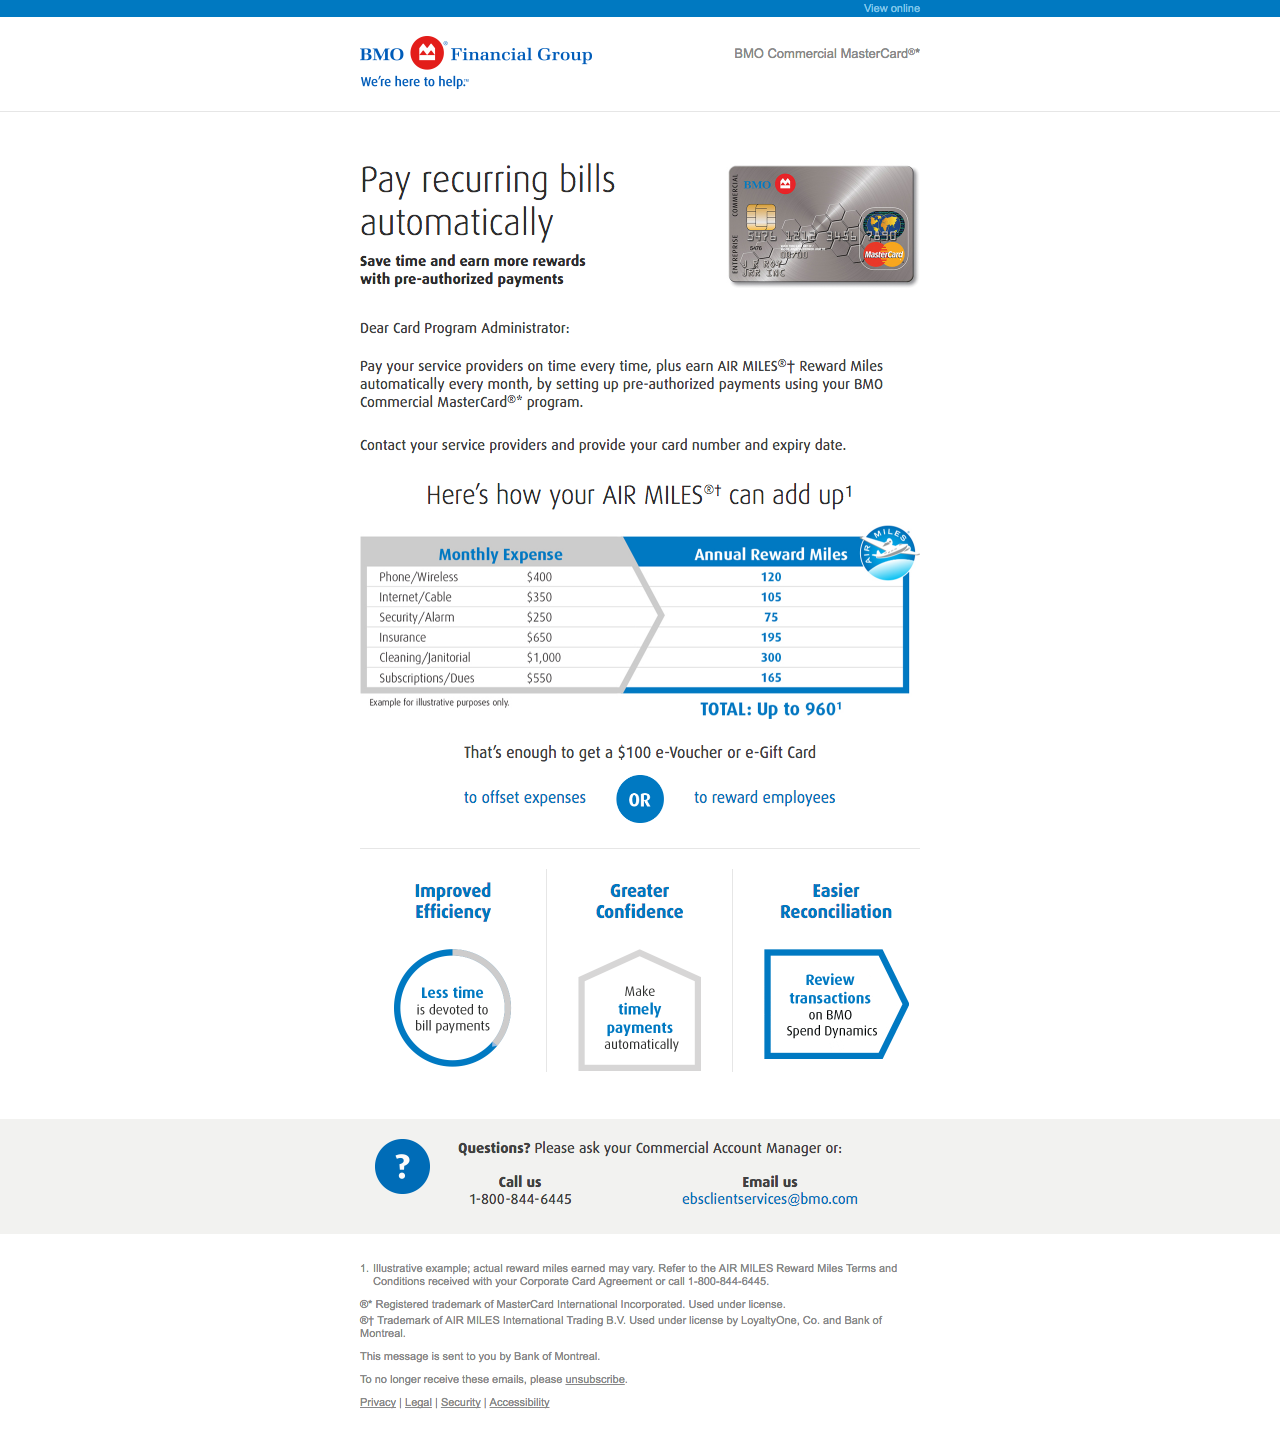 View online
BMO Financial Group
We're here to help.™
BMO Commercial MasterCard®*
Pay recurring bills
automatically
Save time and earn more rewards
with pre-authorized payments
COMMERCIAL
ENTREPRISE
BMO
5476 1212 3456 7890
5476
00/00
J R ROY
JRR INC
MasterCard
Dear Card Program Administrator:
Pay your service providers on time every time, plus earn AIR MILES®† Reward Miles
automatically every month, by setting up pre-authorized payments using your BMO
Commercial MasterCard®* program.
Contact your service providers and provide your card number and expiry date.
Here's how your AIR MILES®† can add up¹
AIR MILES
Monthly Expense Annual Reward Miles
Phone/Wireless $400 120
Internet/Cable $350 105
Security/Alarm $250 75
Insurance $650 195
Cleaning/Janitorial $1,000 300
Subscriptions/Dues $550 165
Example for illustrative purposes only.
TOTAL: Up to 960¹
That's enough to get a $100 e-Voucher or e-Gift Card
to offset expenses OR to reward employees
Improved
Efficiency
Less time
is devoted to
bill payments
Greater
Confidence
Make
timely
payments
automatically
Easier
Reconciliation
Review
transactions
on BMO
Spend Dynamics
?
Questions? Please ask your Commercial Account Manager or:
Call us
1-800-844-6445
Email us
ebsclientservices@bmo.com
1. Illustrative example; actual reward miles earned may vary. Refer to the AIR MILES Reward Miles Terms and
Conditions received with your Corporate Card Agreement or call 1-800-844-6445.
®* Registered trademark of MasterCard International Incorporated. Used under license.
®† Trademark of AIR MILES International Trading B.V. Used under license by LoyaltyOne, Co. and Bank of
Montreal.
This message is sent to you by Bank of Montreal.
To no longer receive these emails, please unsubscribe.
Privacy | Legal | Security | Accessibility